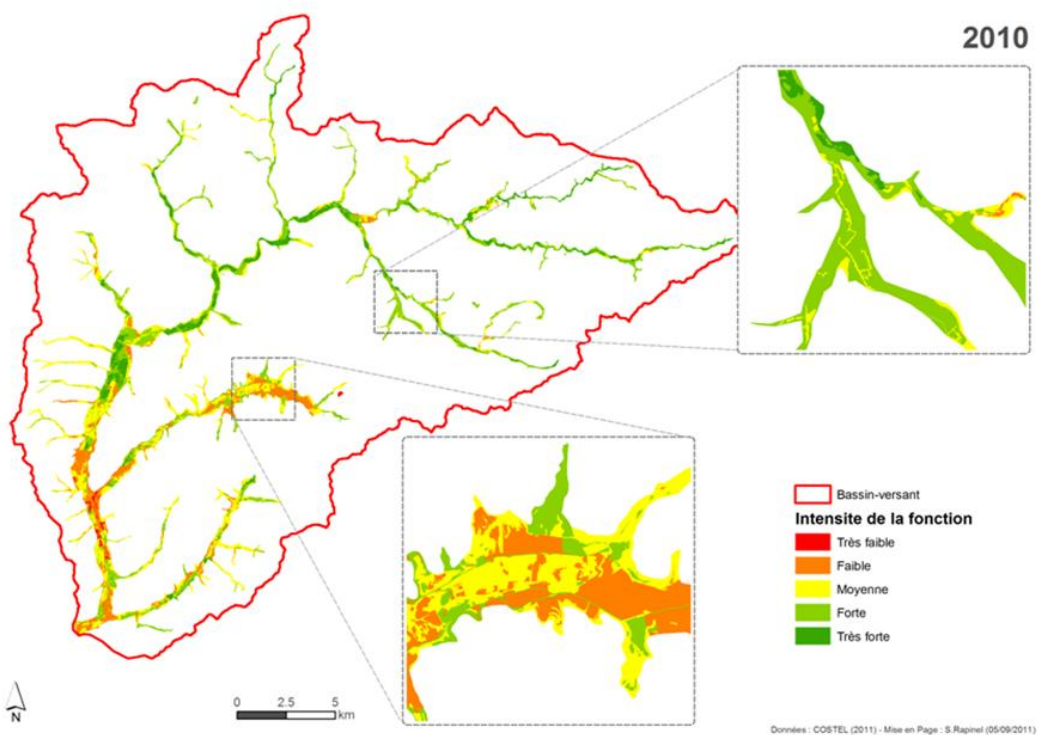 2010
Bassin-versant
Intensite de la fonction
Très faible
Faible
Moyenne
Forte
Très forte
N
0 2.5 5
km
Données : COSTEL (2011) - Mise en Page : S.Rapinel (05/09/2011)